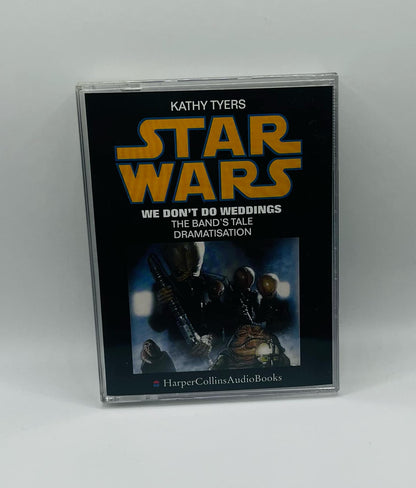 KATHY TYERS
STAR
WARS
WE DON'T DO WEDDINGS
THE BAND'S TALE
DRAMATISATION
HarperCollinsAudioBooks